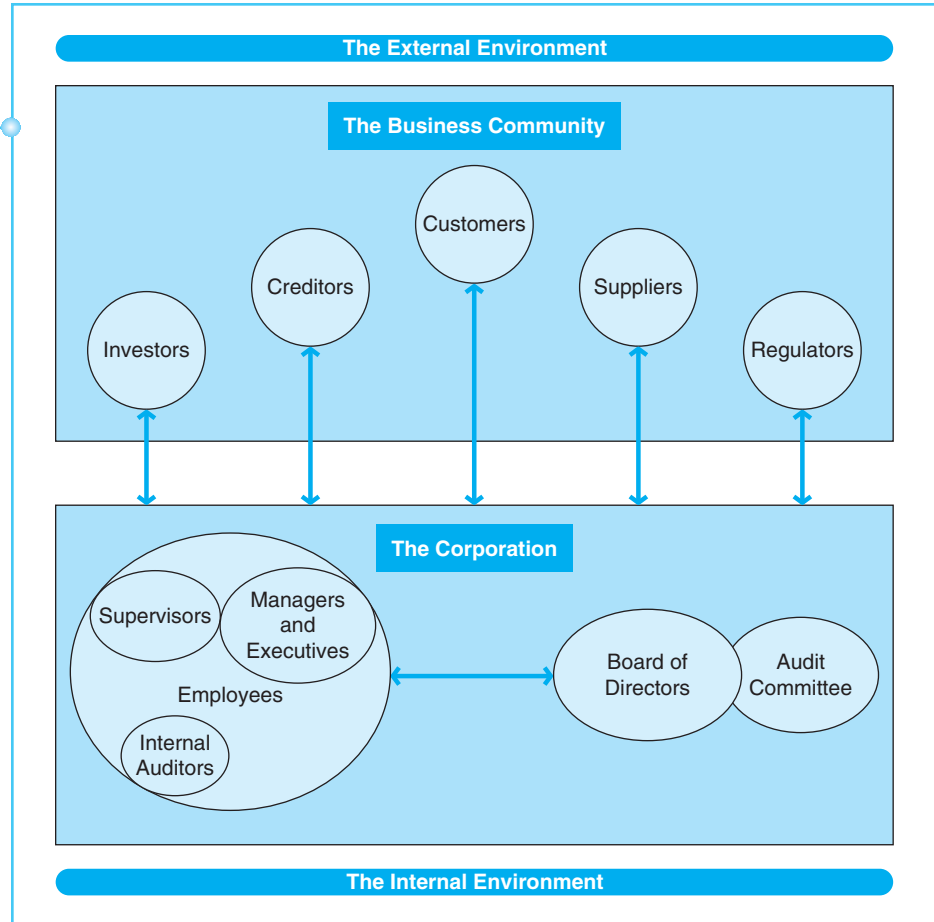 The External Environment
The Business Community
Customers
Creditors
Suppliers
Investors
Regulators
The Corporation
Supervisors
Managers
and
Executives
Employees
Internal
Auditors
Board of
Directors
Audit
Committee
The Internal Environment